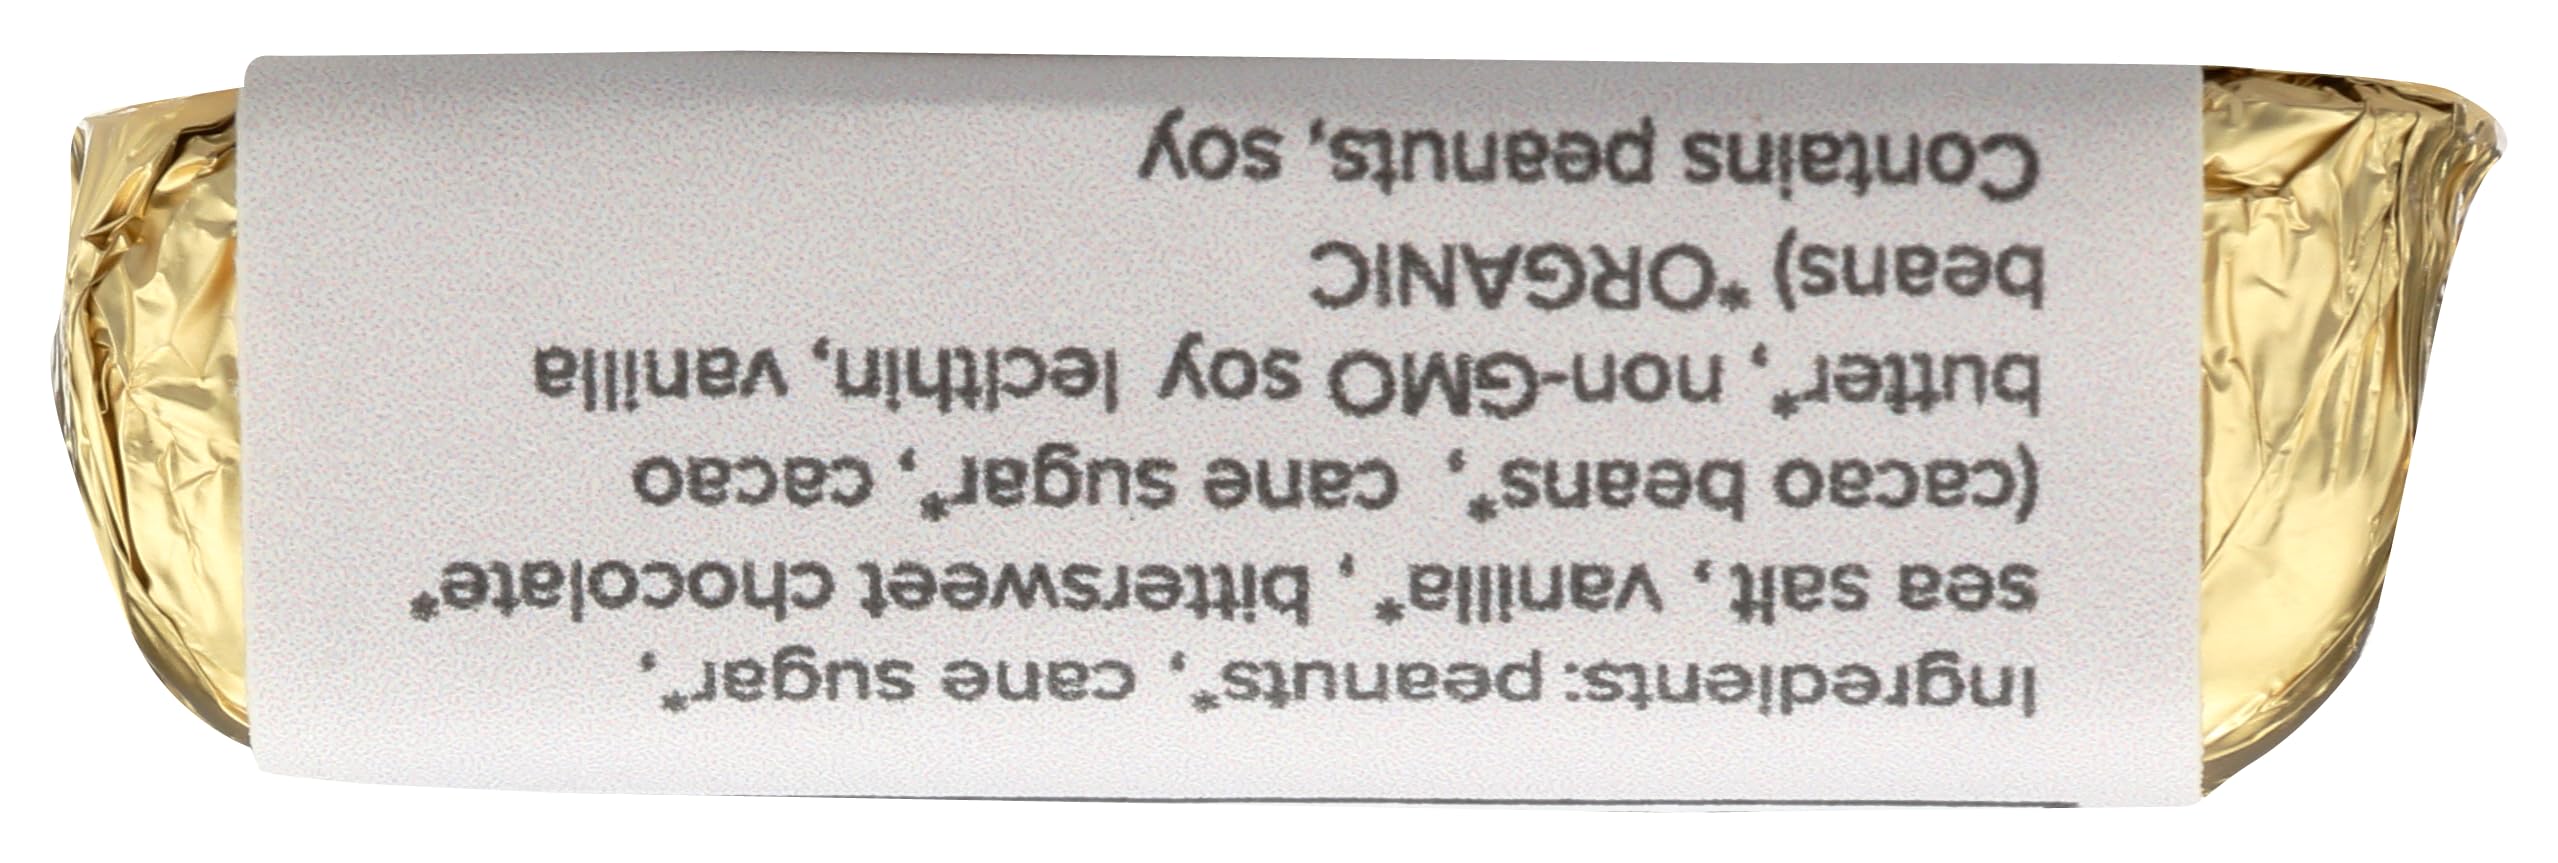 Ingredients: peanuts*, cane sugar*,
sea salt, vanilla*, bittersweet chocolate*
(cacao beans*, cane sugar*, cacao
butter*, non-GMO soy lecithin, vanilla
beans) *ORGANIC
Contains peanuts, soy